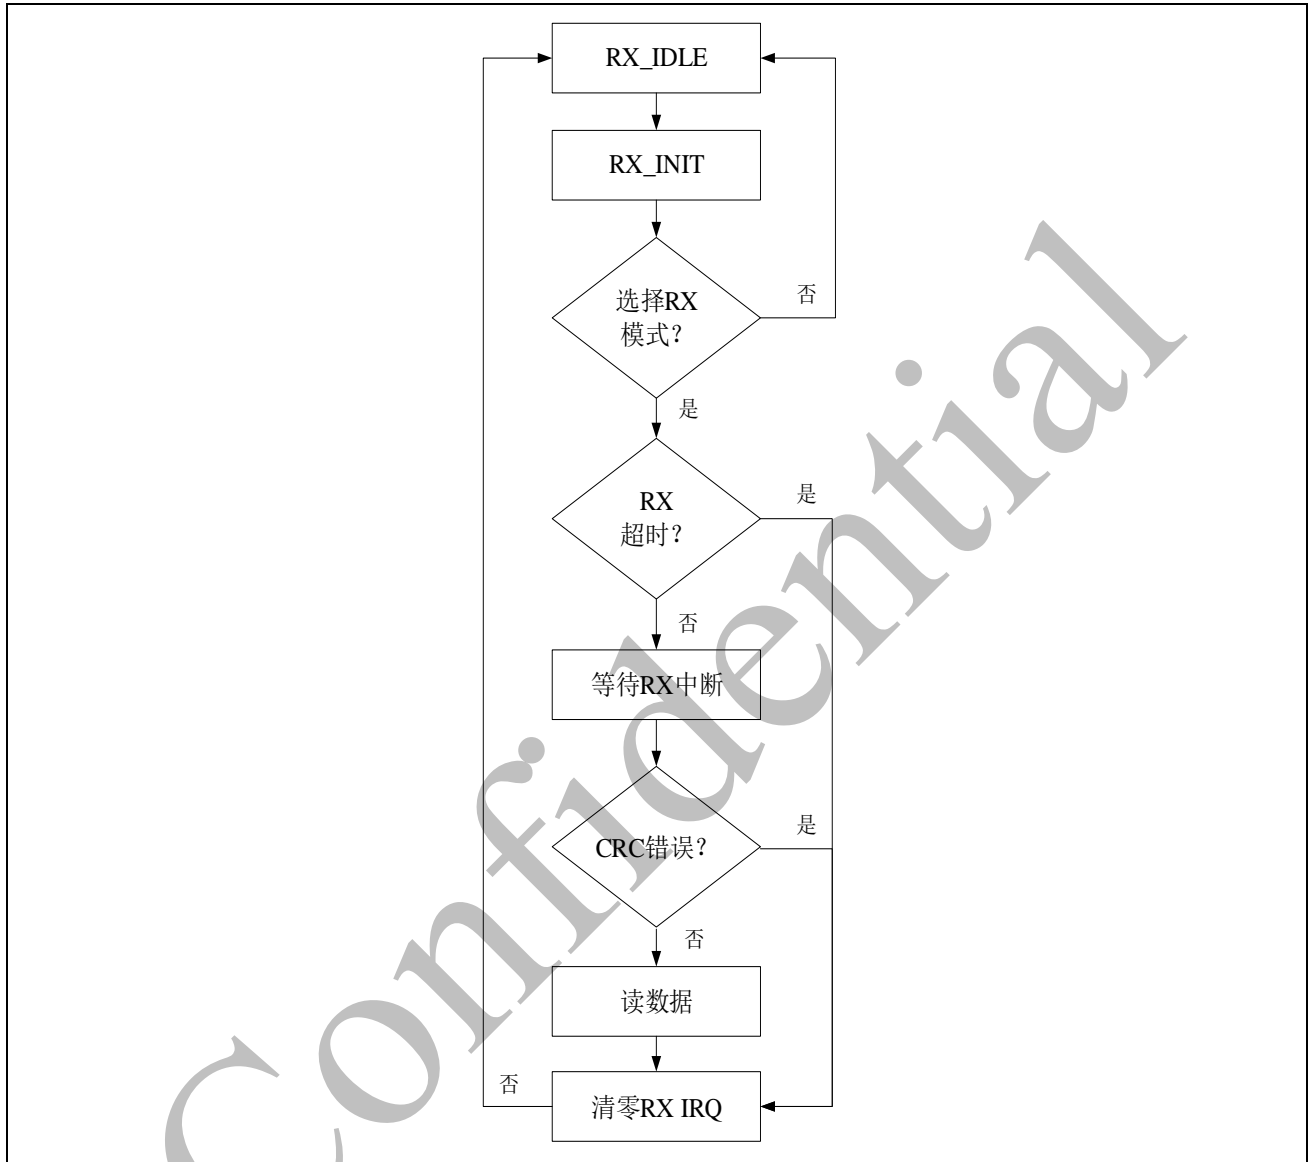 RX_IDLE
RX_INIT
选择RX
模式？
否
是
RX
超时？
是
否
等待RX中断
CRC错误？
是
否
读数据
清零RX IRQ
否
Confidential